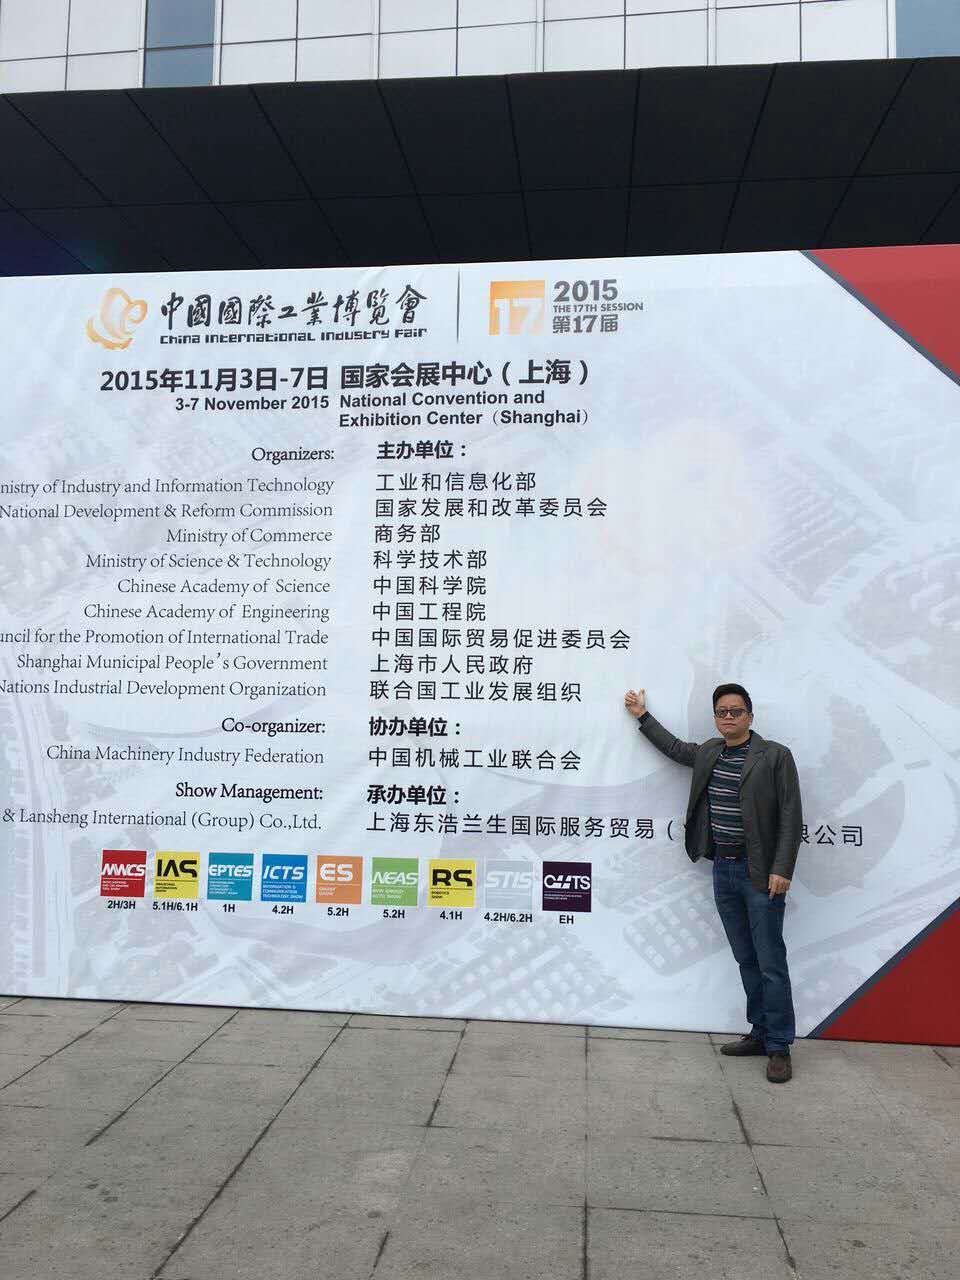 中國國際工業博覽會
China International Industry Fair
17
2015
THE 17TH SESSION
第17届
2015年11月3日-7日 国家会展中心（上海）
3-7 November 2015 National Convention and
Exhibition Center（Shanghai）
Organizers: 主办单位：
Industry and Information Technology 工业和信息化部
National Development & Reform Commission 国家发展和改革委员会
Ministry of Commerce 商务部
Ministry of Science & Technology 科学技术部
Chinese Academy of Science 中国科学院
Chinese Academy of Engineering 中国工程院
for the Promotion of International Trade 中国国际贸易促进委员会
Shanghai Municipal People's Government 上海市人民政府
Nations Industrial Development Organization 联合国工业发展组织
Co-organizer: 协办单位：
China Machinery Industry Federation 中国机械工业联合会
Show Management: 承办单位：
& Lansheng International (Group) Co.,Ltd. 上海东浩兰生国际服务贸易（ 限公司
MWCS IAS EPTES ICTS ES NEAS RS STIS CHTS
2H/3H 5.1H/6.1H 1H 4.2H 5.2H 5.2H 4.1H 4.2H/6.2H EH